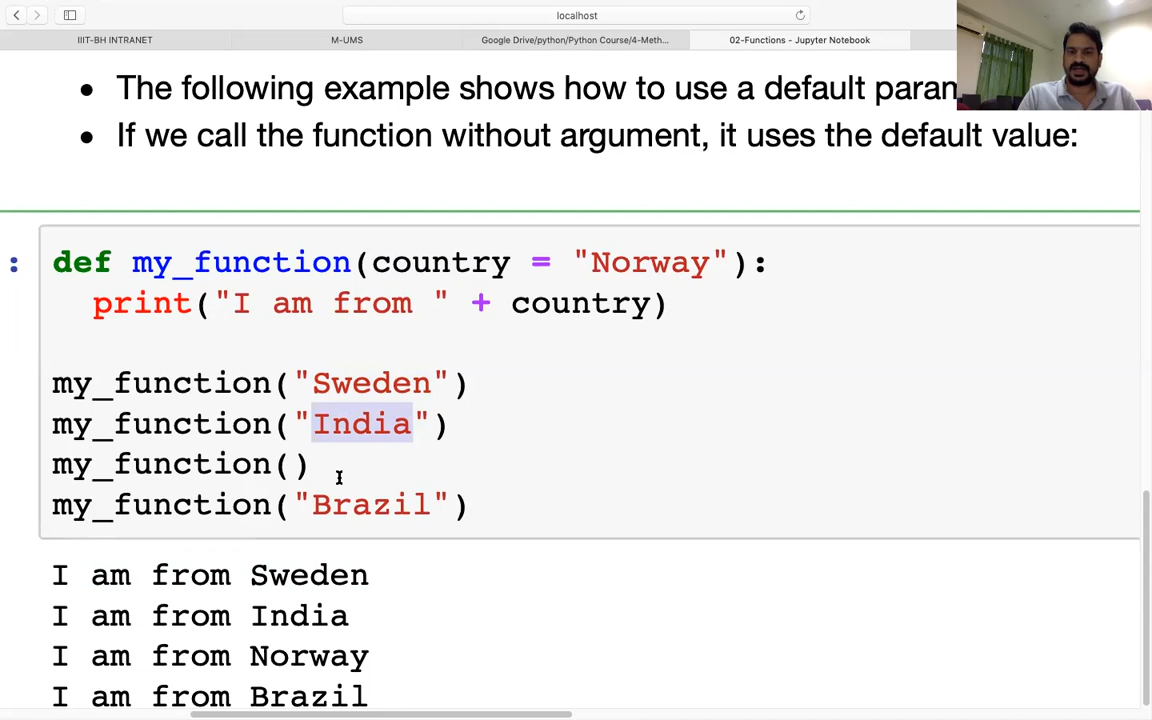 localhost
IIIT-BH INTRANET
M-UMS
Google Drive/python/Python Course/4-Meth...
02-Functions - Jupyter Notebook
• The following example shows how to use a default param
• If we call the function without argument, it uses the default value:
:
def my_function(country = "Norway"):
print("I am from " + country)
my_function("Sweden")
my_function("India")
my_function()
my_function("Brazil")
I am from Sweden
I am from India
I am from Norway
I am from Brazil